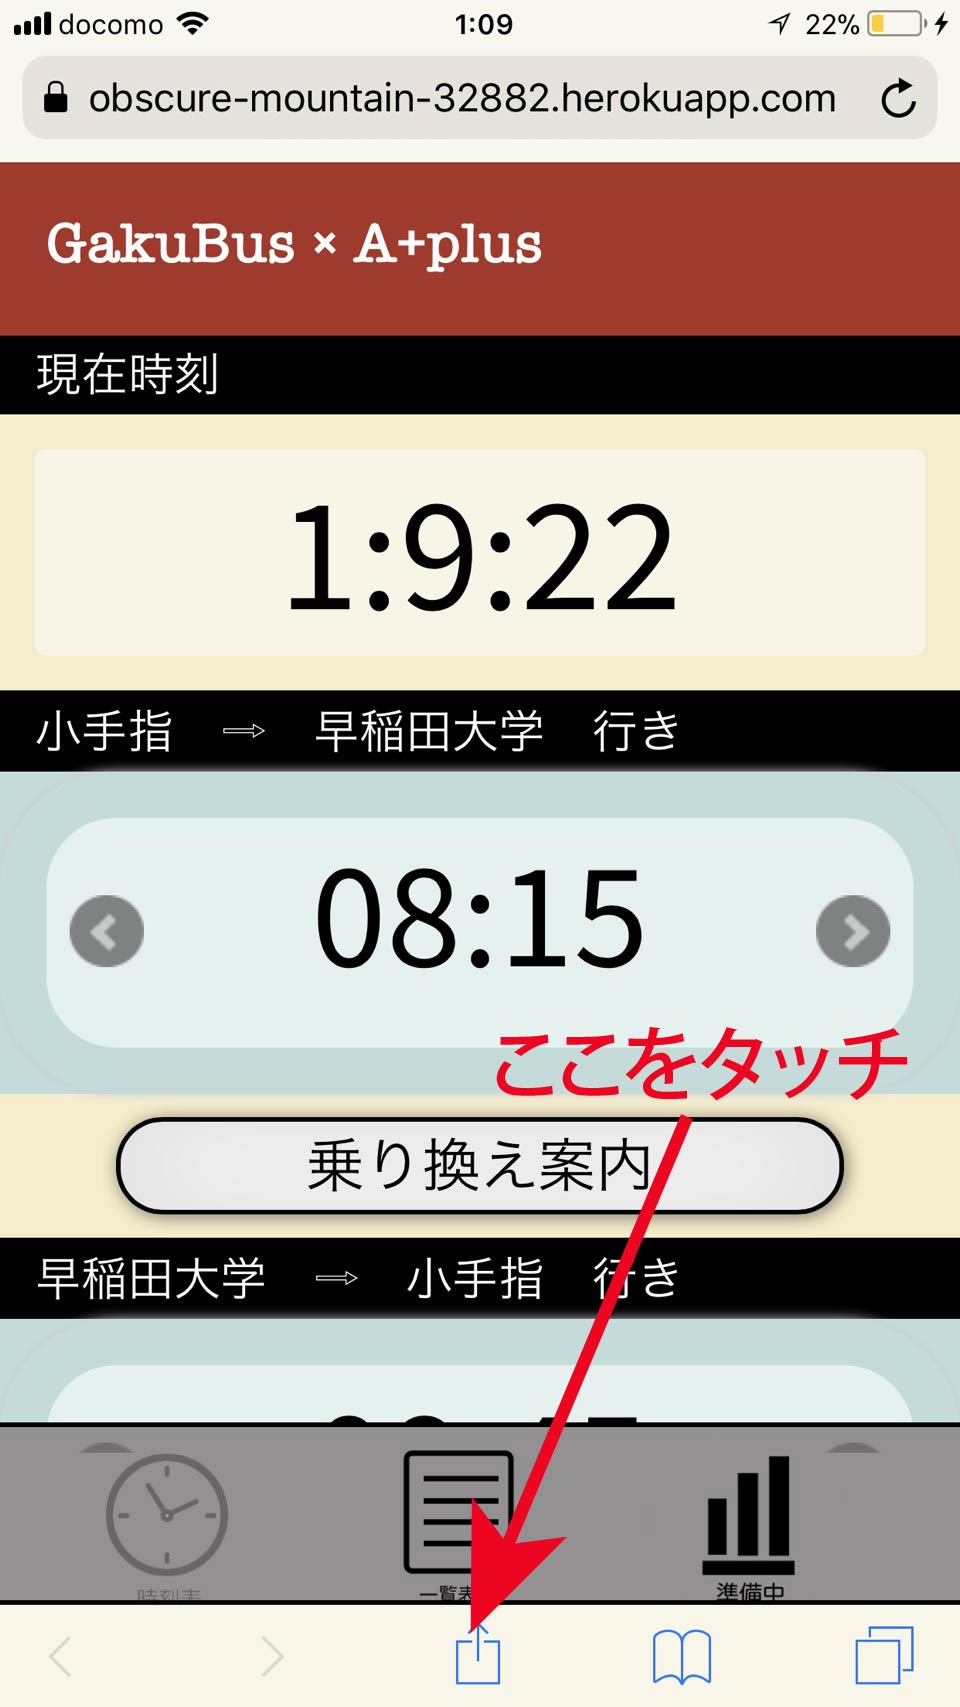 docomo 1:09 22%
obscure-mountain-32882.herokuapp.com
GakuBus × A+plus
現在時刻
1:9:22
小手指 ⇒ 早稲田大学 行き
08:15
ここをタッチ
乗り換え案内
早稲田大学 ⇒ 小手指 行き
時刻表 一覧表 準備中